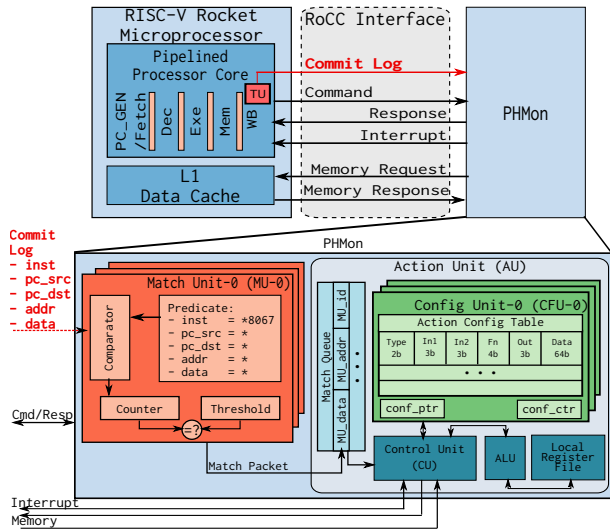 RISC-V Rocket
Microprocessor
RoCC Interface
Pipelined
Processor Core
TU
PC_GEN
/Fetch
Dec
Exe
Mem
WB
L1
Data Cache
Commit Log
Command
Response
Interrupt
Memory Request
Memory Response
PHMon
Commit
Log
- inst
- pc_src
- pc_dst
- addr
- data
Cmd/Resp
Interrupt
Memory
PHMon
Match Unit-0 (MU-0)
Comparator
Predicate:
- inst = *8067
- pc_src = *
- pc_dst = *
- addr = *
- data = *
Counter
Threshold
=?
Match Packet
Action Unit (AU)
Match Queue
MU_id
MU_addr
MU_data
Config Unit-0 (CFU-0)
Action Config Table
Type In1 In2 Fn Out Data
2b 3b 3b 4b 3b 64b
conf_ptr
conf_ctr
Control Unit
(CU)
ALU
Local
Register
File